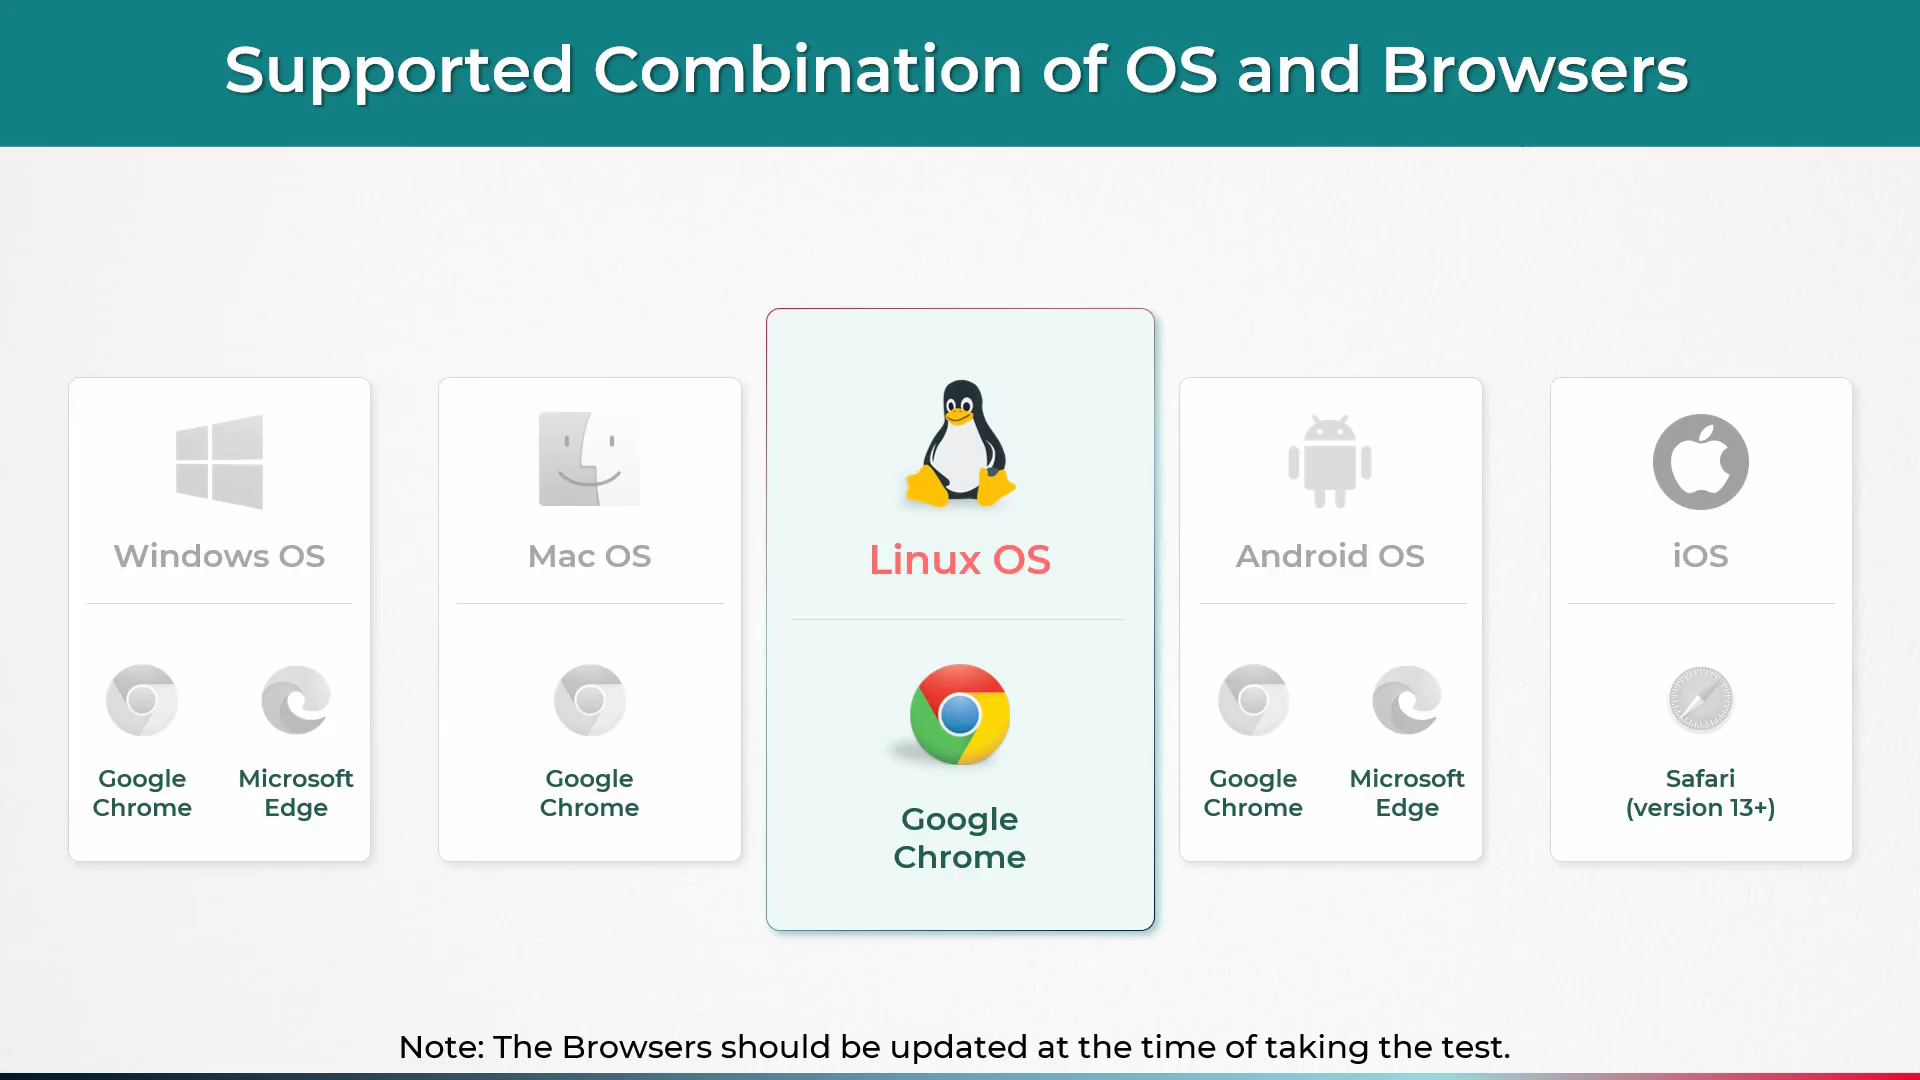 Supported Combination of OS and Browsers
Windows OS
Google
Chrome
Microsoft
Edge
Mac OS
Google
Chrome
Linux OS
Google
Chrome
Android OS
Google
Chrome
Microsoft
Edge
iOS
Safari
(version 13+)
Note: The Browsers should be updated at the time of taking the test.